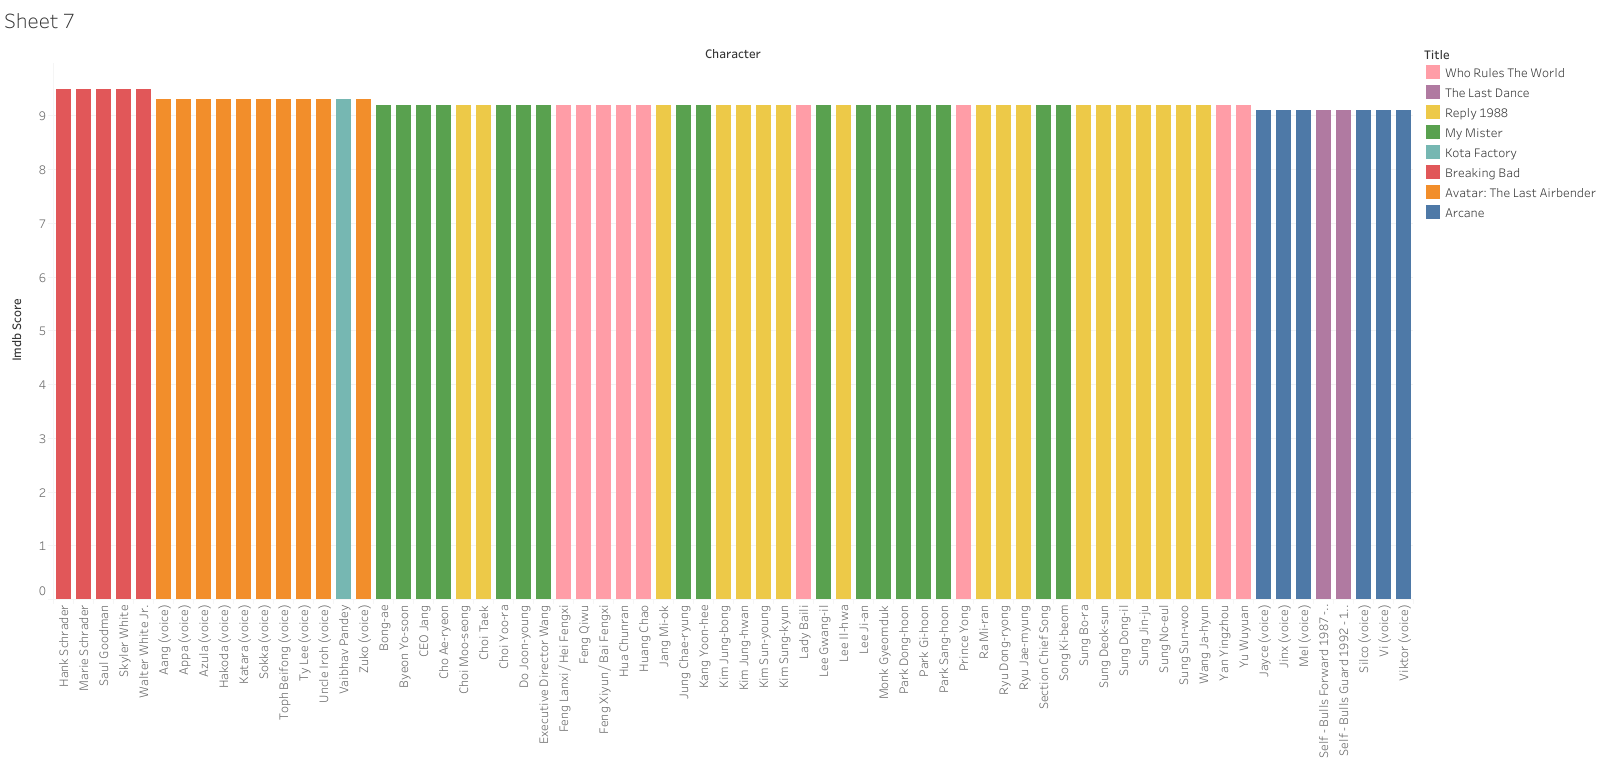 Sheet 7
Character
Title
Who Rules The World
The Last Dance
Reply 1988
My Mister
Kota Factory
Breaking Bad
Avatar: The Last Airbender
Arcane
Imdb Score
9
8
7
6
5
4
3
2
1
0
Hank Schrader
Marie Schrader
Saul Goodman
Skyler White
Walter White Jr.
Aang (voice)
Appa (voice)
Azula (voice)
Hakoda (voice)
Katara (voice)
Sokka (voice)
Toph Beifong (voice)
Ty Lee (voice)
Uncle Iroh (voice)
Vaibhav Pandey
Zuko (voice)
Bong-ae
Byeon Yo-soon
CEO Jang
Cho Ae-ryeon
Choi Moo-seong
Choi Taek
Choi Yoo-ra
Do Joon-young
Executive Director Wang
Feng Lanxi / Hei Fengxi
Feng Qiwu
Feng Xiyun / Bai Fengxi
Hua Chunran
Huang Chao
Jang Mi-ok
Jung Chae-ryung
Kang Yoon-hee
Kim Jung-bong
Kim Jung-hwan
Kim Sun-young
Kim Sung-kyun
Lady Baili
Lee Gwang-il
Lee Il-hwa
Lee Ji-an
Monk Gyeomduk
Park Dong-hoon
Park Gi-hoon
Park Sang-hoon
Prince Yong
Ra Mi-ran
Ryu Dong-ryong
Ryu Jae-myung
Section Chief Song
Song Ki-beom
Sung Bo-ra
Sung Deok-sun
Sung Dong-il
Sung Jin-ju
Sung No-eul
Sung Sun-woo
Wang Ja-hyun
Yan Yingzhou
Yu Wuyuan
Jayce (voice)
Jinx (voice)
Mel (voice)
Self - Bulls Forward 1987-..
Self - Bulls Guard 1992 - 1..
Silco (voice)
Vi (voice)
Viktor (voice)